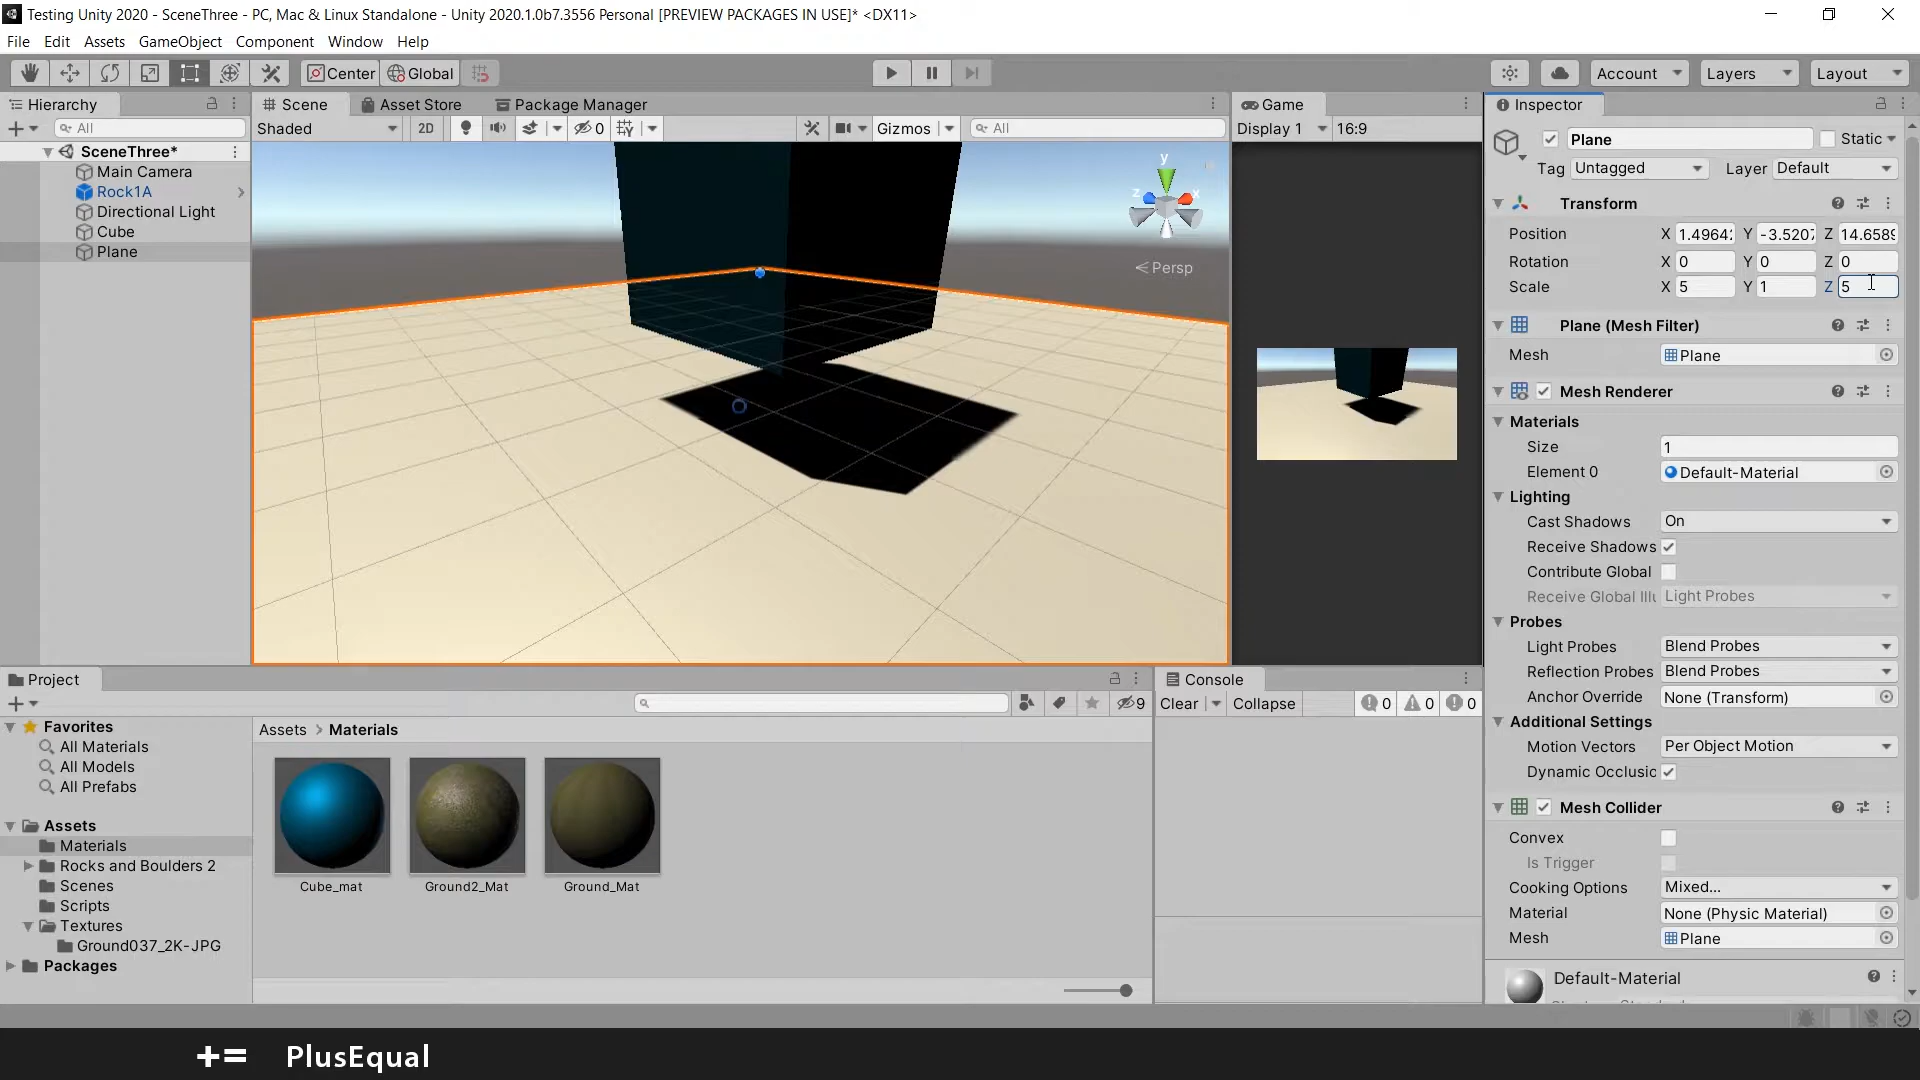 Testing Unity 2020 - SceneThree - PC, Mac & Linux Standalone - Unity 2020.1.0b7.3556 Personal [PREVIEW PACKAGES IN USE]* <DX11>
File Edit Assets GameObject Component Window Help
Center Global Account Layers Layout
Hierarchy
All
SceneThree*
Main Camera
Rock1A
Directional Light
Cube
Plane
Scene Asset Store Package Manager
Shaded 2D 0 Gizmos All
y
z x
Persp
Game
Display 1 16:9
Inspector
Plane Static
Tag Untagged Layer Default
Transform
Position X 1.4964 Y -3.5207 Z 14.6589
Rotation X 0 Y 0 Z 0
Scale X 5 Y 1 Z 5
Plane (Mesh Filter)
Mesh Plane
Mesh Renderer
Materials
Size 1
Element 0 Default-Material
Lighting
Cast Shadows On
Receive Shadows
Contribute Global
Receive Global Illu Light Probes
Probes
Light Probes Blend Probes
Reflection Probes Blend Probes
Anchor Override None (Transform)
Additional Settings
Motion Vectors Per Object Motion
Dynamic Occlusic
Mesh Collider
Convex
Is Trigger
Cooking Options Mixed...
Material None (Physic Material)
Mesh Plane
Default-Material
Project
9
Favorites
All Materials
All Models
All Prefabs
Assets
Materials
Rocks and Boulders 2
Scenes
Scripts
Textures
Ground037_2K-JPG
Packages
Assets > Materials
Cube_mat Ground2_Mat Ground_Mat
Console
Clear Collapse 0 0 0
+= PlusEqual